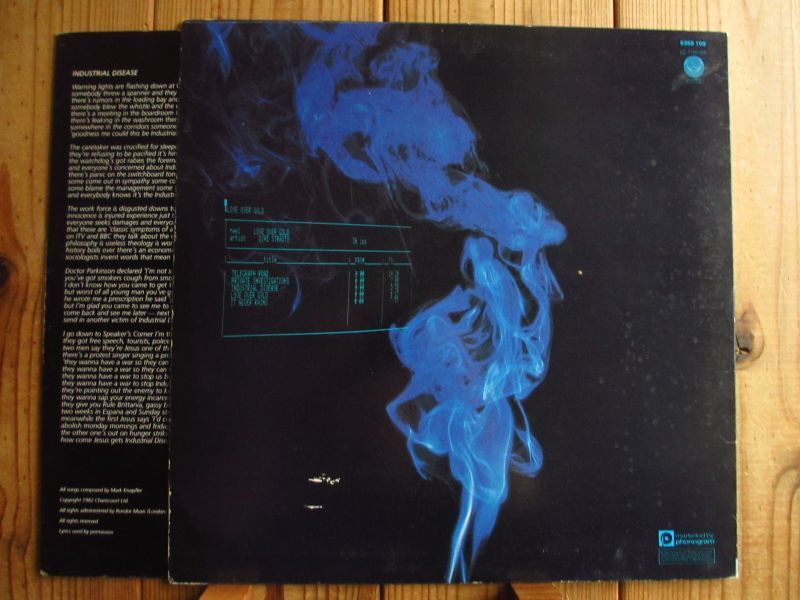 INDUSTRIAL DISEASE
Warning lights are flashing down at
somebody threw a spanner and they
there's rumors in the loading bay and
somebody blew the whistle and the
there's a meeting in the boardroom
there's leaking in the washroom
somewhere in the corridors someone
'goodness me could this be Industrial
The caretaker was crucified for
they're refusing to be pacified it's
the watchdog's got rabies the
and everyone's concerned about
there's panic on the switchboard
some come out in sympathy some
some blame the management some
and everybody knows it's the
The work force is disgusted downs
innocence is injured experience just
everyone seeks damages and
that these are 'classic symptoms of a
on ITV and BBC they talk about the
philosophy is useless theology is
history boils over there's an
sociologists invent words that mean
Doctor Parkinson declared 'I'm not
you've got smokers cough from
I don't know how you came to get
but worst of all young man you've
he wrote me a prescription he said
but I'm glad you came to see me to
come back and see me later — next
send in another victim of Industrial
I go down to Speaker's Corner I'm
they got free speech, tourists,
two men say they're Jesus one of
there's a protest singer singing a
'they wanna have a war so they can
they wanna have a war so they can
they wanna have a war to stop us
they wanna have a war to stop
they're pointing out the enemy to
they wanna sap your energy
they give you Rule Brittania, gassy
two weeks in Espana and Sunday
meanwhile the first Jesus says 'I'd
abolish monday mornings and
the other one's out on hunger
how come Jesus gets Industrial
All songs composed by Mark Knopfler
Copyright 1982 Chariscourt Ltd
All rights administered by Rondor Music (London
All rights reserved
Lyrics used by permission
6359 109
LOVE OVER GOLD
reel LOVE OVER GOLD
artist DIRE STRAITS
title
TELEGRAPH ROAD
PRIVATE INVESTIGATIONS
INDUSTRIAL DISEASE
LOVE OVER GOLD
IT NEVER RAINS
marketed by
phonogram